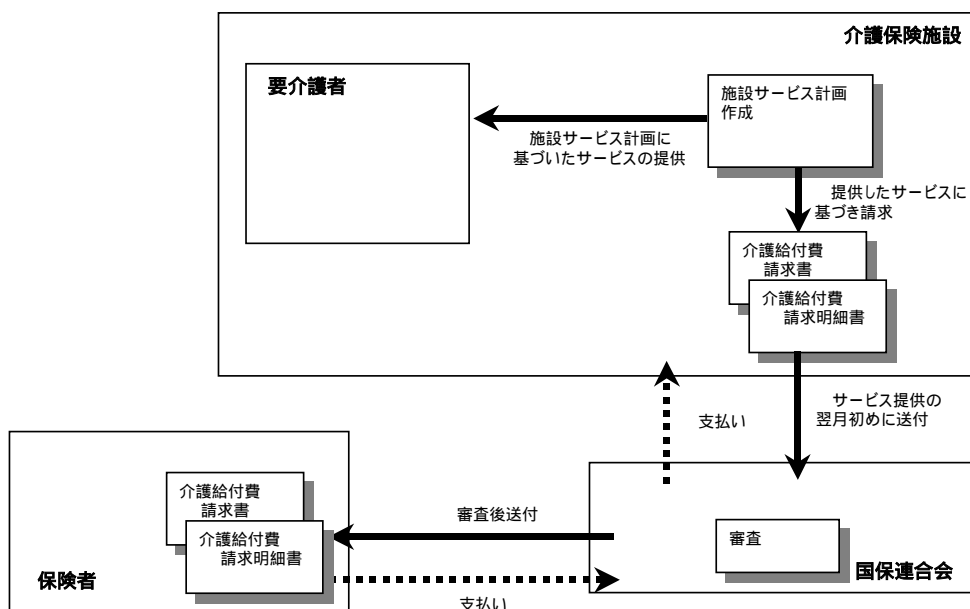 介護保険施設
要介護者
施設サービス計画
作成
施設サービス計画に
基づいたサービスの提供
提供したサービスに
基づき請求
介護給付費
請求書
介護給付費
請求明細書
サービス提供の
翌月初めに送付
支払い
介護給付費
請求書
介護給付費
請求明細書
保険者
審査後送付
支払い
審査
国保連合会